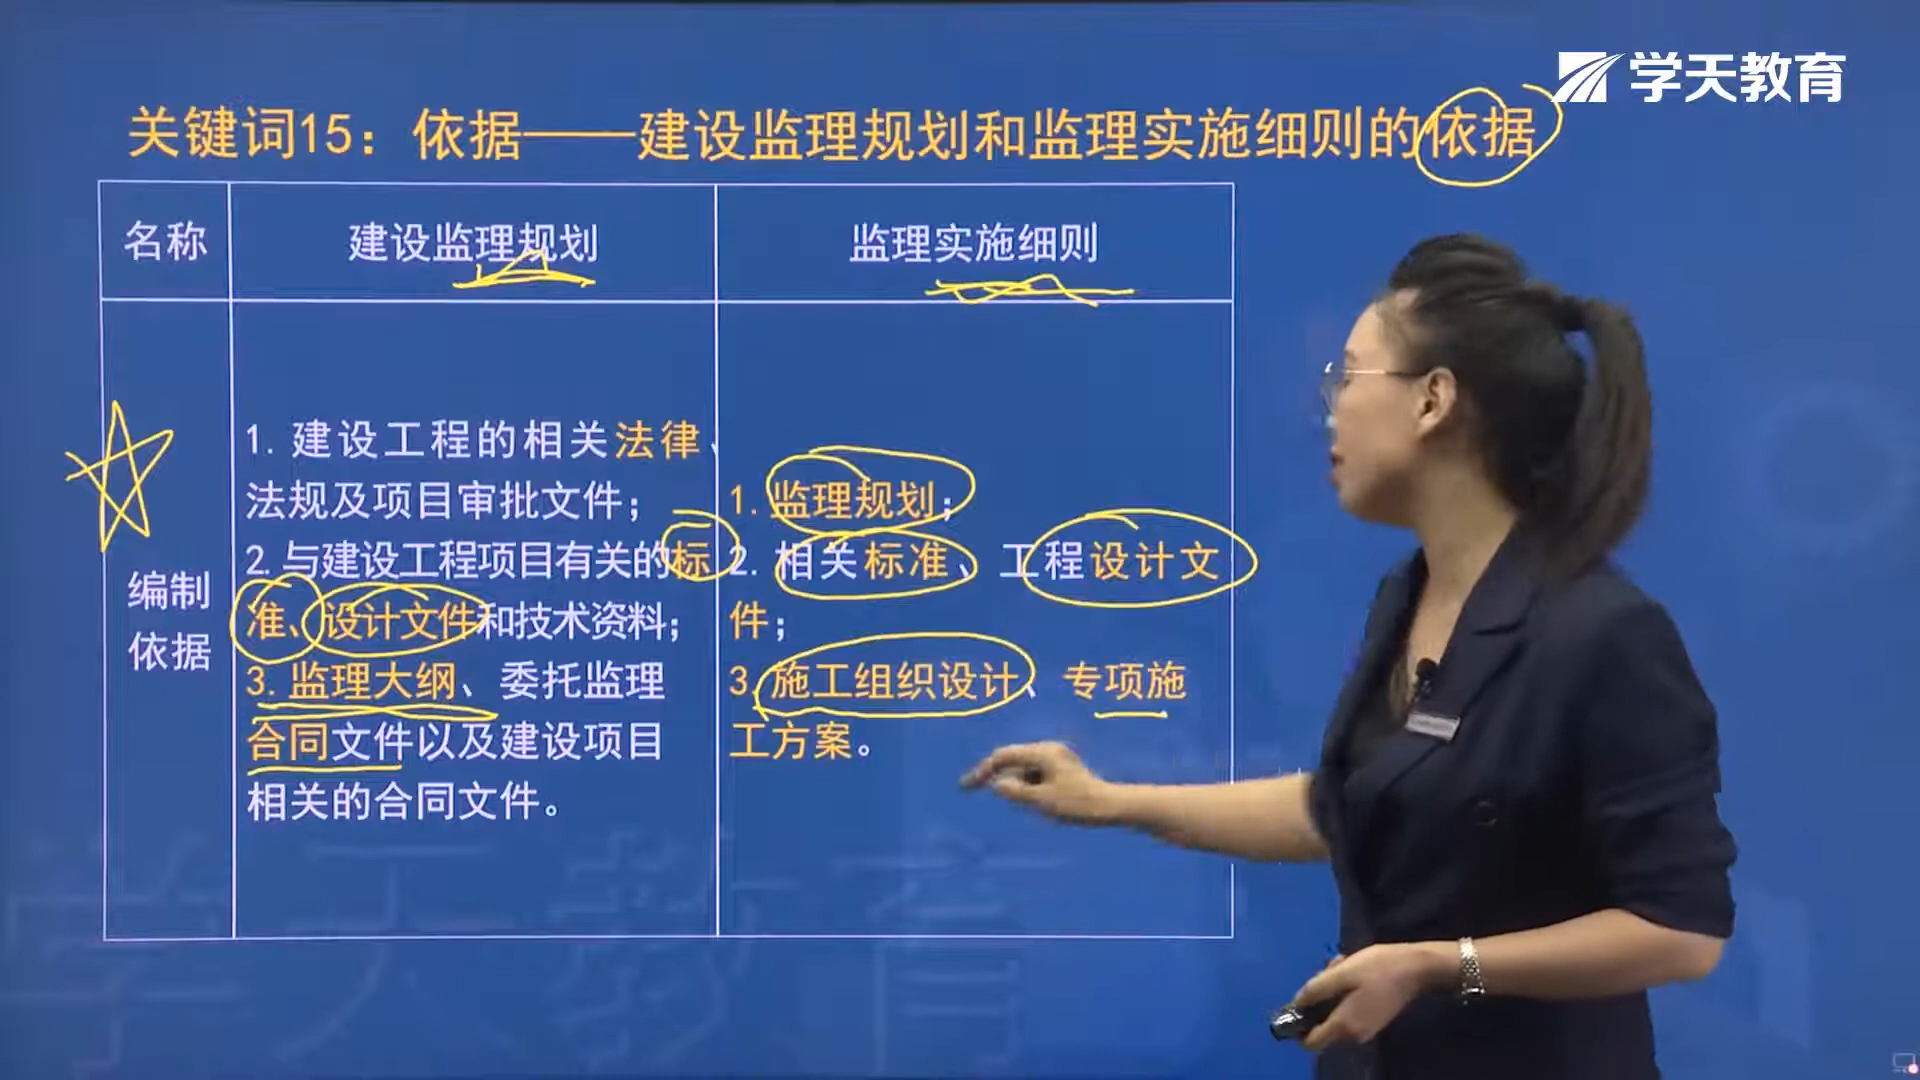 学天教育
关键词15：依据——建设监理规划和监理实施细则的依据
名称
建设监理规划
监理实施细则
编制
依据
1. 建设工程的相关法律、
法规及项目审批文件；
2. 与建设工程项目有关的标
准、设计文件和技术资料；
3. 监理大纲、委托监理
合同文件以及建设项目
相关的合同文件。
1. 监理规划；
2. 相关标准、工程设计文
件；
3. 施工组织设计、专项施
工方案。
学天教育